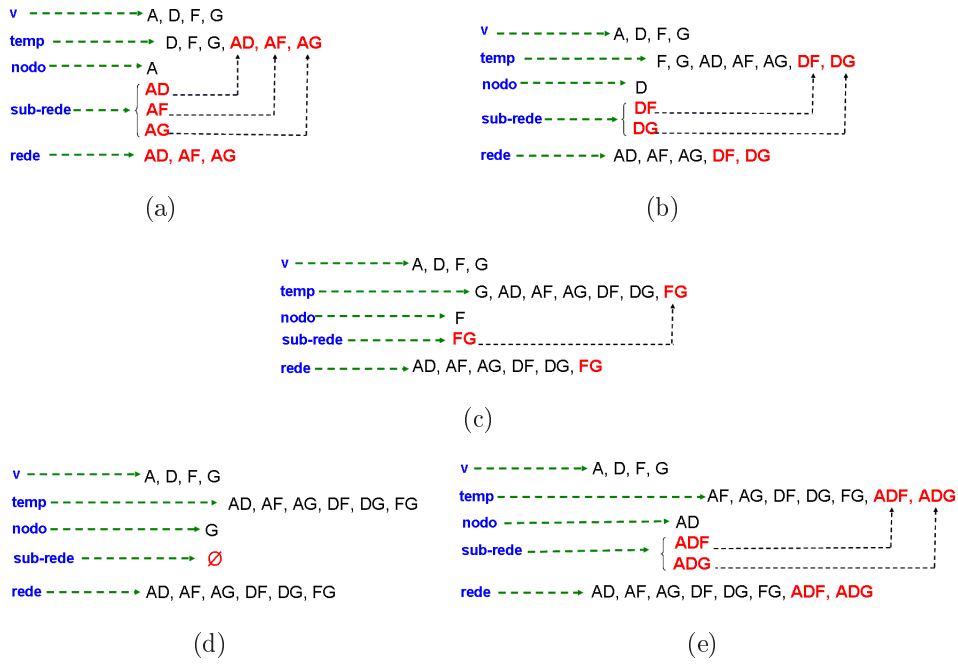 v A, D, F, G
temp D, F, G, AD, AF, AG
nodo A
AD
sub-rede AF
AG
rede AD, AF, AG
(a)
v A, D, F, G
temp F, G, AD, AF, AG, DF, DG
nodo D
DF
sub-rede
DG
rede AD, AF, AG, DF, DG
(b)
v A, D, F, G
temp G, AD, AF, AG, DF, DG, FG
nodo F
sub-rede FG
rede AD, AF, AG, DF, DG, FG
(c)
v A, D, F, G
temp AD, AF, AG, DF, DG, FG
nodo G
sub-rede ∅
rede AD, AF, AG, DF, DG, FG
(d)
v A, D, F, G
temp AF, AG, DF, DG, FG, ADF, ADG
nodo AD
sub-rede ADF
ADG
rede AD, AF, AG, DF, DG, FG, ADF, ADG
(e)